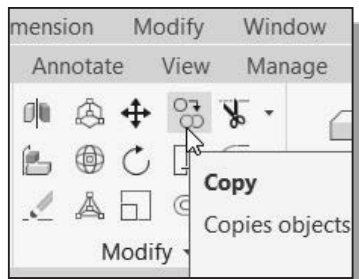 mension Modify Window
Annotate View Manage
Copy
Copies objects
Modify